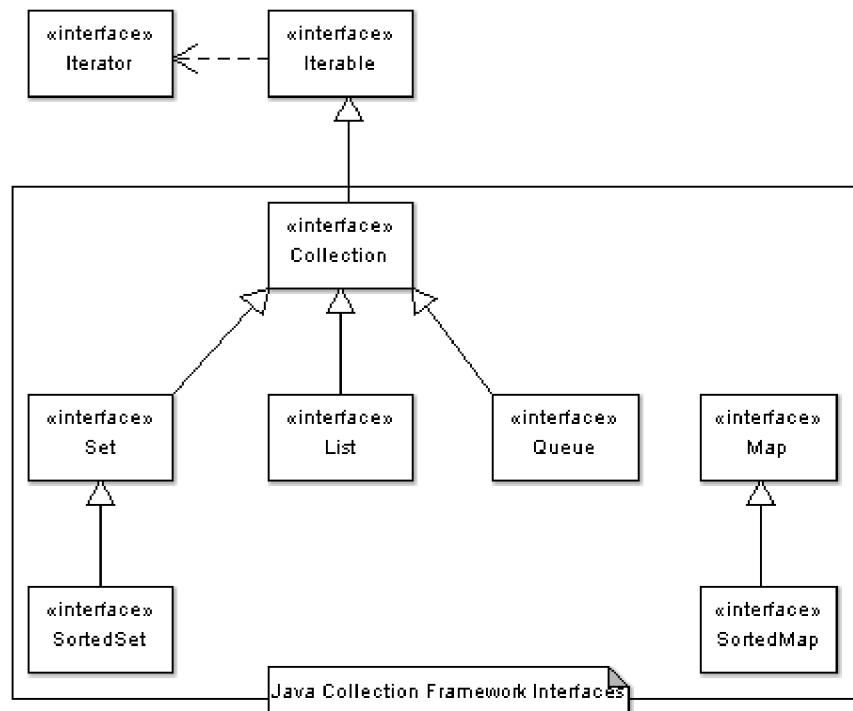 «interface»
Iterator
«interface»
Iterable
«interface»
Collection
«interface»
Set
«interface»
List
«interface»
Queue
«interface»
Map
«interface»
SortedSet
«interface»
SortedMap
Java Collection Framework Interfaces